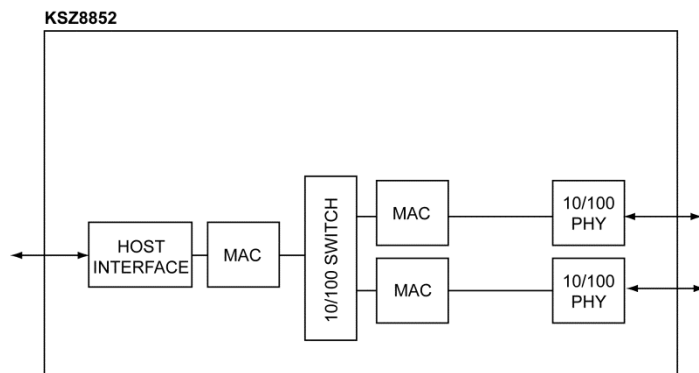 KSZ8852
HOST
INTERFACE
MAC
10/100 SWITCH
MAC
10/100
PHY
MAC
10/100
PHY